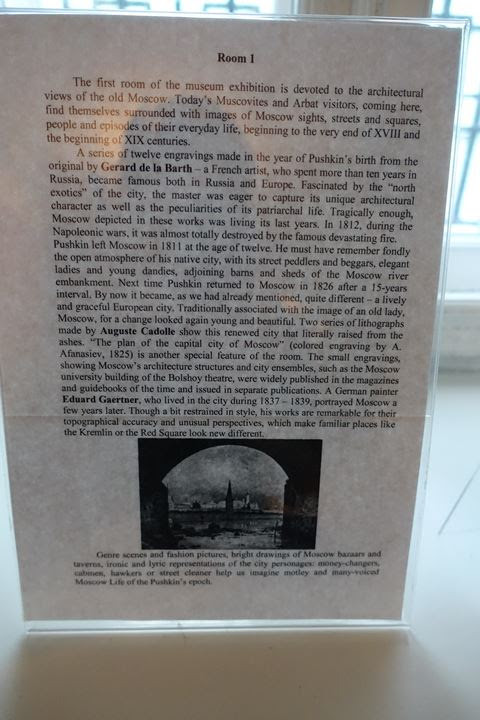 Room 1
The first room of the museum exhibition is devoted to the architectural
views of the old Moscow. Today's Muscovites and Arbat visitors, coming here,
find themselves surrounded with images of Moscow sights, streets and squares,
people and episodes of their everyday life, beginning to the very end of XVIII and
the beginning of XIX centuries.
A series of twelve engravings made in the year of Pushkin's birth from the
original by Gerard de la Barth – a French artist, who spent more than ten years in
Russia, became famous both in Russia and Europe. Fascinated by the "north
exotics" of the city, the master was eager to capture its unique architectural
character as well as the peculiarities of its patriarchal life. Tragically enough,
Moscow depicted in these works was living its last years. In 1812, during the
Napoleonic wars, it was almost totally destroyed by the famous devastating fire.
Pushkin left Moscow in 1811 at the age of twelve. He must have remember fondly
the open atmosphere of his native city, with its street peddlers and beggars, elegant
ladies and young dandies, adjoining barns and sheds of the Moscow river
embankment. Next time Pushkin returned to Moscow in 1826 after a 15-years
interval. By now it became, as we had already mentioned, quite different – a lively
and graceful European city. Traditionally associated with the image of an old lady,
Moscow, for a change looked again young and beautiful. Two series of lithographs
made by Auguste Cadolle show this renewed city that literally raised from the
ashes. "The plan of the capital city of Moscow" (colored engraving by A.
Afanasiev, 1825) is another special feature of the room. The small engravings,
showing Moscow's architecture structures and city ensembles, such as the Moscow
university building of the Bolshoy theatre, were widely published in the magazines
and guidebooks of the time and issued in separate publications. A German painter
Eduard Gaertner, who lived in the city during 1837 – 1839, portrayed Moscow a
few years later. Though a bit restrained in style, his works are remarkable for their
topographical accuracy and unusual perspectives, which make familiar places like
the Kremlin or the Red Square look new different.
Genre scenes and fashion pictures, bright drawings of Moscow bazaars and
taverns, ironic and lyric representations of the city personages: money-changers,
cabmen, hawkers or street cleaner help us imagine motley and many-voiced
Moscow Life of the Pushkin's epoch.